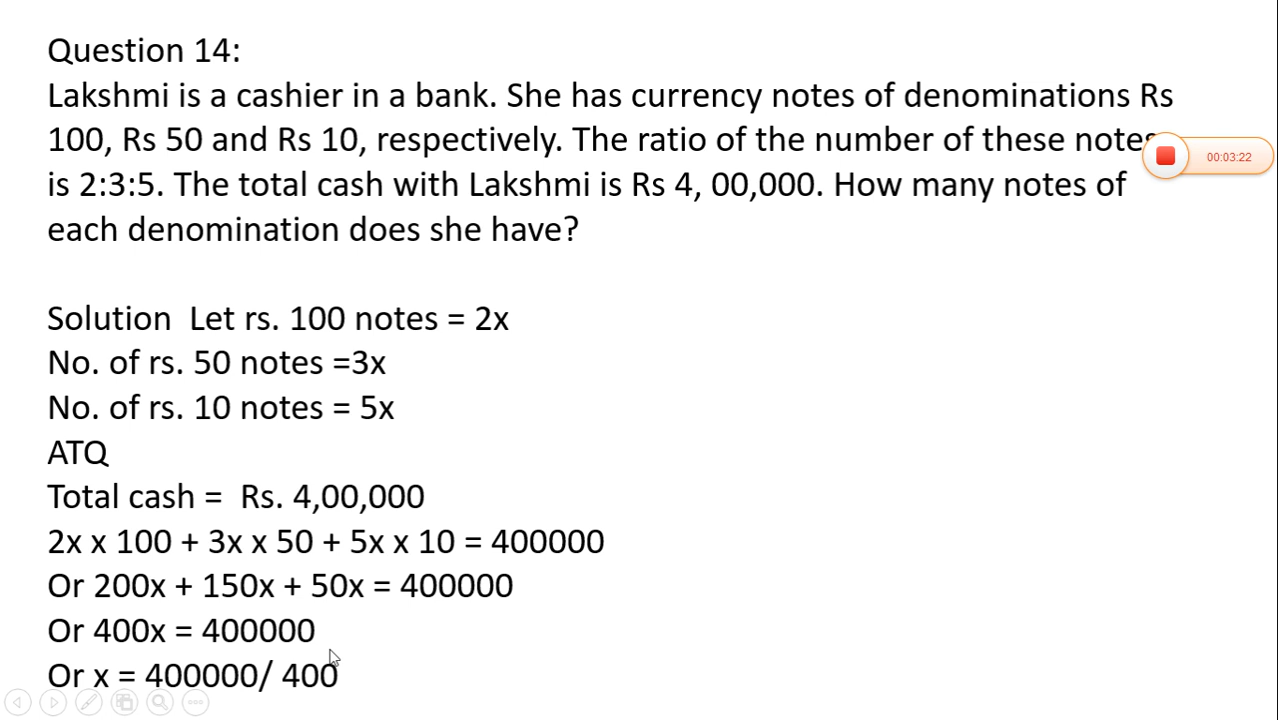 Question 14:
Lakshmi is a cashier in a bank. She has currency notes of denominations Rs
100, Rs 50 and Rs 10, respectively. The ratio of the number of these notes
00:03:22
is 2:3:5. The total cash with Lakshmi is Rs 4, 00,000. How many notes of
each denomination does she have?
Solution  Let rs. 100 notes = 2x
No. of rs. 50 notes =3x
No. of rs. 10 notes = 5x
ATQ
Total cash =  Rs. 4,00,000
2x x 100 + 3x x 50 + 5x x 10 = 400000
Or 200x + 150x + 50x = 400000
Or 400x = 400000
Or x = 400000/ 400